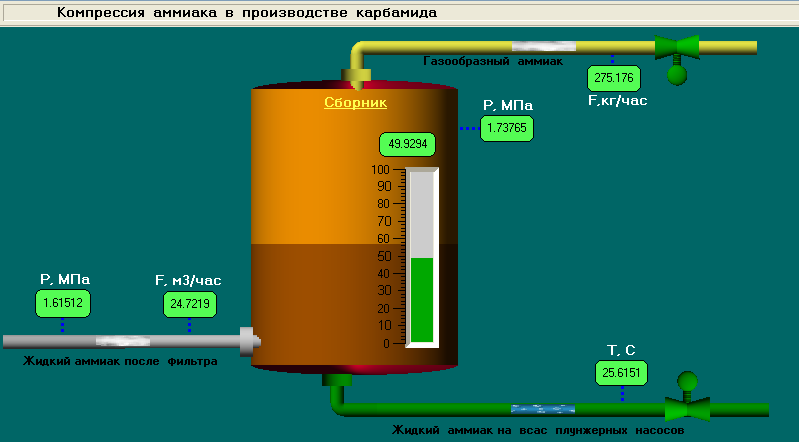 Компрессия аммиака в производстве карбамида
Газообразный аммиак
275.176
F,кг/час
Сборник
P, МПа
1.73765
49.9294
100
90
80
70
60
50
40
30
20
10
0
P, МПа
F, м3/час
1.61512
24.7219
Жидкий аммиак после фильтра
T, C
25.6151
Жидкий аммиак на всас плунжерных насосов